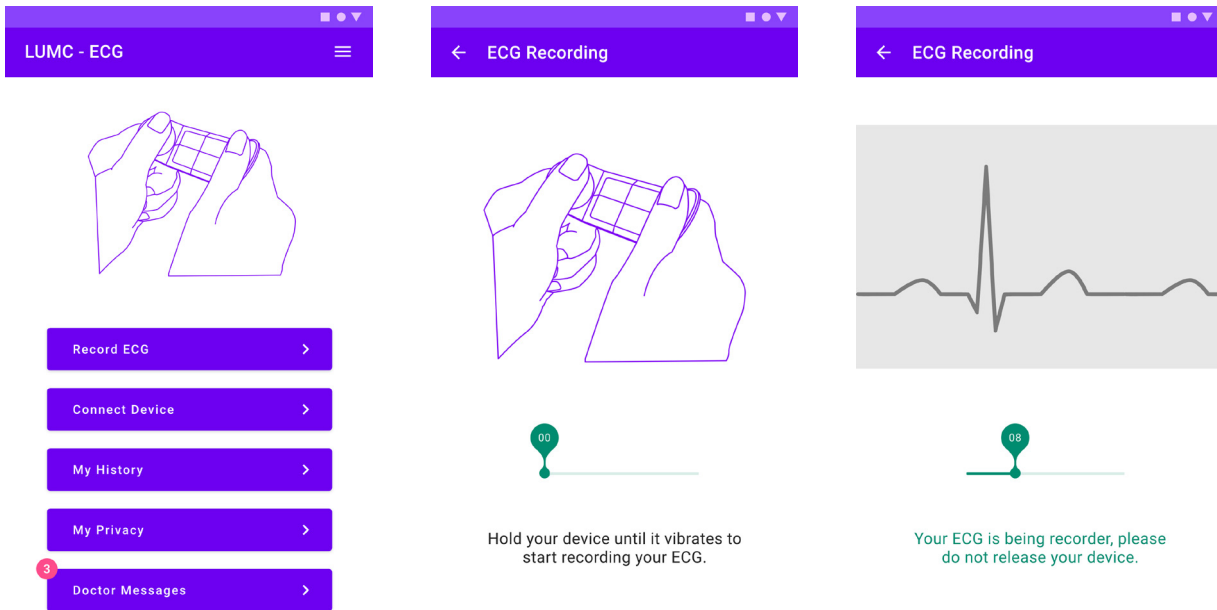 LUMC - ECG
Record ECG
Connect Device
My History
My Privacy
3
Doctor Messages
ECG Recording
00
Hold your device until it vibrates to
start recording your ECG.
ECG Recording
08
Your ECG is being recorder, please
do not release your device.